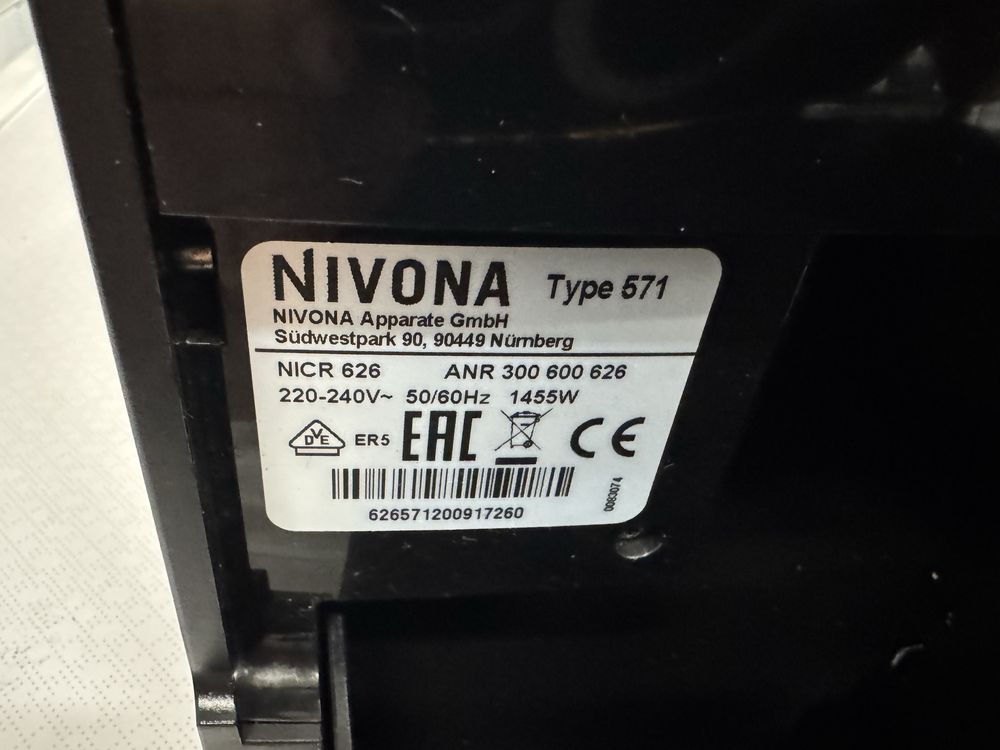 NIVONA Type 571
NIVONA Apparate GmbH
Südwestpark 90, 90449 Nürnberg
NICR 626 ANR 300 600 626
220-240V~ 50/60Hz 1455W
DVE ER5 EAC CE
626571200917260
0083074